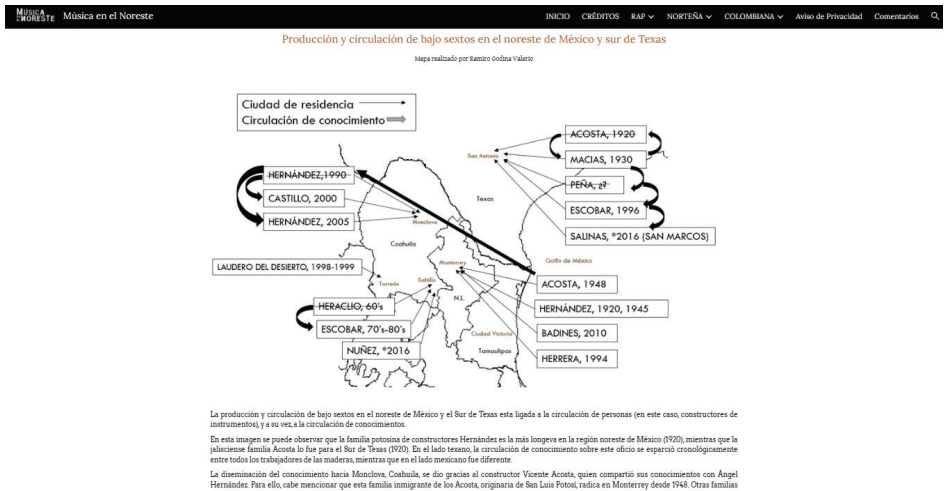 MÚSICA EN EL NORESTE Música en el Noreste INICIO CRÉDITOS RAP NORTEÑA COLOMBIANA Aviso de Privacidad Comentarios
Producción y circulación de bajo sextos en el noreste de México y sur de Texas
Mapa realizado por Ramiro Godina Valerio
Ciudad de residencia
Circulación de conocimiento
ACOSTA, 1920
San Antonio
MACIAS, 1930
HERNÁNDEZ,1990
PEÑA, ¿?
CASTILLO, 2000
Texas
ESCOBAR, 1996
HERNÁNDEZ, 2005
Monclova
SALINAS, *2016 (SAN MARCOS)
Coahuila
LAUDERO DEL DESIERTO, 1998-1999
Monterrey
Golfo de México
Torreón
Saltillo
ACOSTA, 1948
N.L.
HERACLIO, 60's
HERNÁNDEZ, 1920, 1945
ESCOBAR, 70's-80's
Ciudad Victoria
BADINES, 2010
NUÑEZ, *2016
Tamaulipas
HERRERA, 1994
La producción y circulación de bajo sextos en el noreste de México y el Sur de Texas esta ligada a la circulación de personas (en este caso, constructores de
instrumentos), y a su vez, a la circulación de conocimientos.
En esta imagen se puede observar que la familia potosina de constructores Hernández es la más longeva en la región noreste de México (1920), mientras que la
jalisciense familia Acosta lo fue para el Sur de Texas (1920). En el lado texano, la circulación de conocimiento sobre este oficio se esparció cronológicamente
entre todos los trabajadores de las maderas, mientras que en el lado mexicano fue diferente.
La diseminación del conocimiento hacia Monclova, Coahuila, se dio gracias al constructor Vicente Acosta, quien compartió sus conocimientos con Ángel
Hernández. Para ello, cabe mencionar que esta familia inmigrante de los Acosta, originaria de San Luis Potosí, radica en Monterrey desde 1948. Otras familias